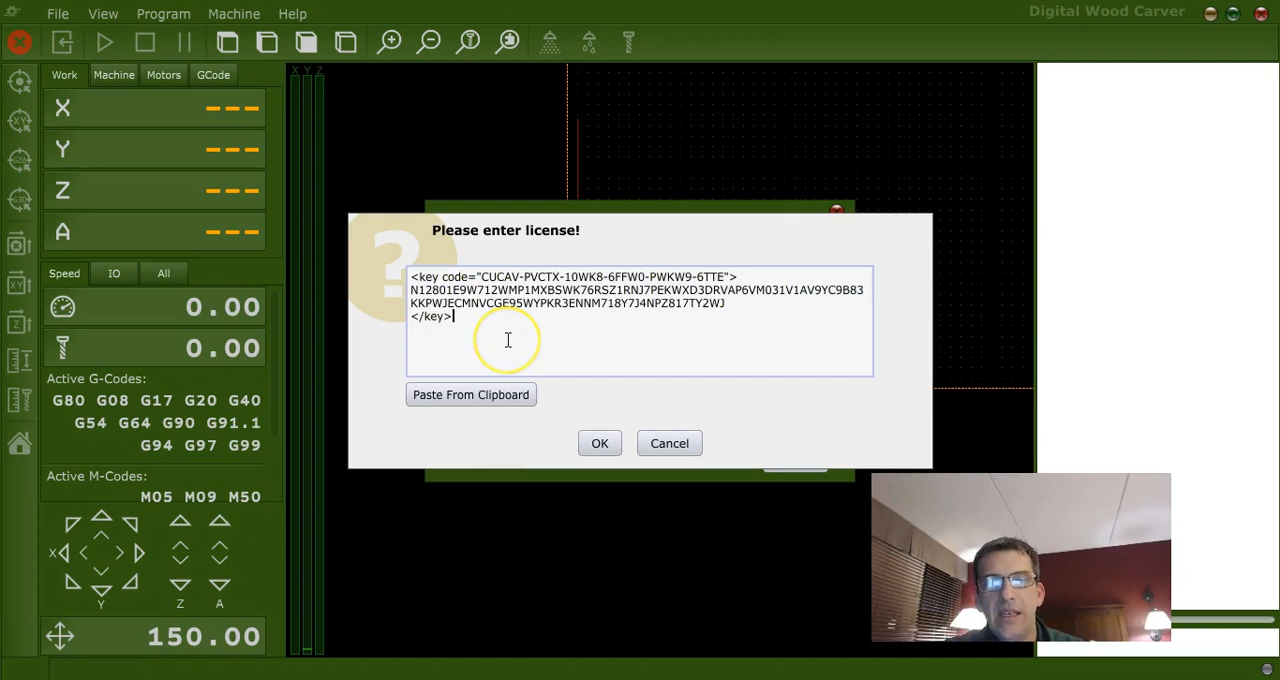 File View Program Machine Help
Digital Wood Carver
X Y Z
Work Machine Motors GCode
X ---
Y ---
Z ---
A ---
Speed IO All
0.00
0.00
Active G-Codes:
G80 G08 G17 G20 G40
G54 G64 G90 G91.1
G94 G97 G99
Active M-Codes:
M05 M09 M50
X
Y Z A
150.00
Please enter license!
<key code="CUCAV-PVCTX-10WK8-6FFW0-PWKW9-6TTE">
N12801E9W712WMP1MXBSWK76RSZ1RNJ7PEKWXD3DRVAP6VM031V1AV9YC9B83
KKPWJECMNVCGE95WYPKR3ENNM718Y7J4NPZ817TY2WJ
</key>
Paste From Clipboard
OK Cancel